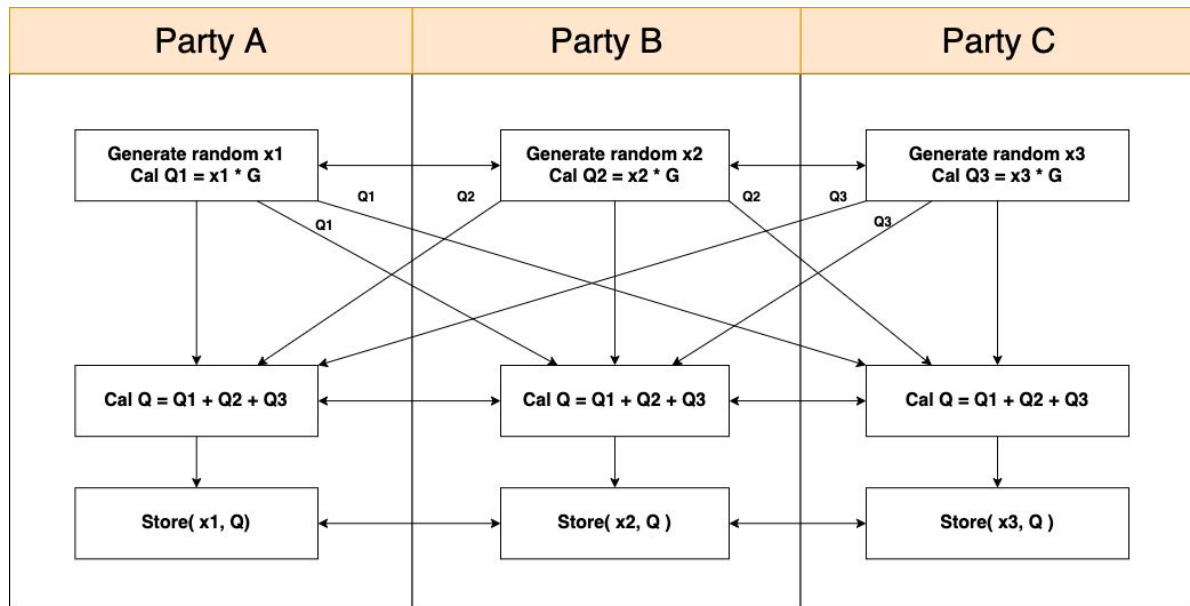 Party A
Party B
Party C
Generate random x1
Cal Q1 = x1 * G
Generate random x2
Cal Q2 = x2 * G
Generate random x3
Cal Q3 = x3 * G
Q1
Q2
Q2
Q3
Q1
Q3
Cal Q = Q1 + Q2 + Q3
Cal Q = Q1 + Q2 + Q3
Cal Q = Q1 + Q2 + Q3
Store( x1, Q)
Store( x2, Q )
Store( x3, Q )